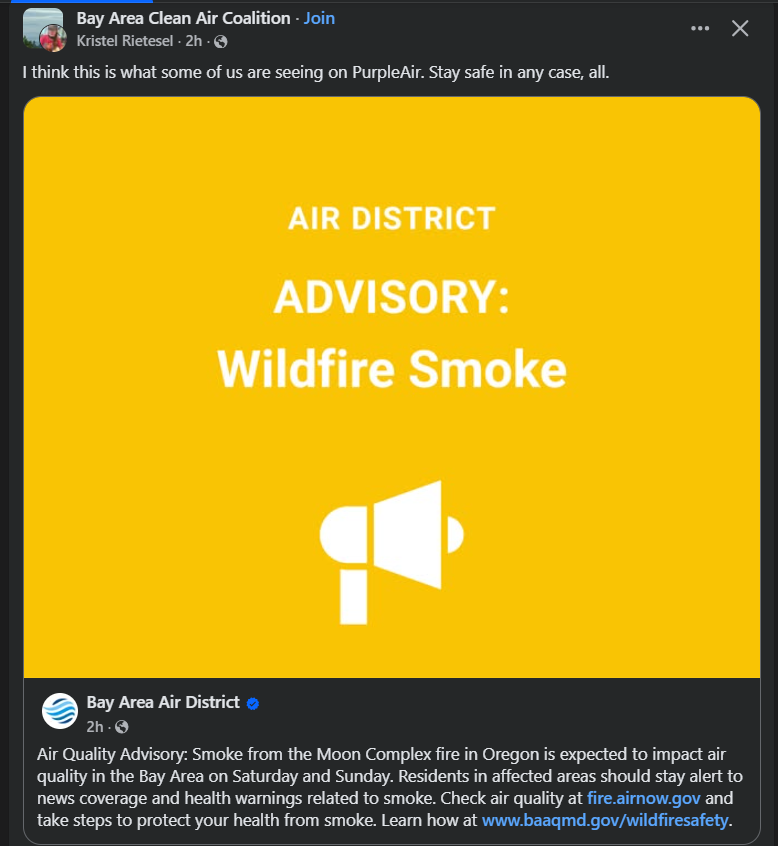 Bay Area Clean Air Coalition · Join
Kristel Rietesel · 2h ·
I think this is what some of us are seeing on PurpleAir. Stay safe in any case, all.
AIR DISTRICT
ADVISORY:
Wildfire Smoke
Bay Area Air District
2h ·
Air Quality Advisory: Smoke from the Moon Complex fire in Oregon is expected to impact air
quality in the Bay Area on Saturday and Sunday. Residents in affected areas should stay alert to
news coverage and health warnings related to smoke. Check air quality at fire.airnow.gov and
take steps to protect your health from smoke. Learn how at www.baaqmd.gov/wildfiresafety.